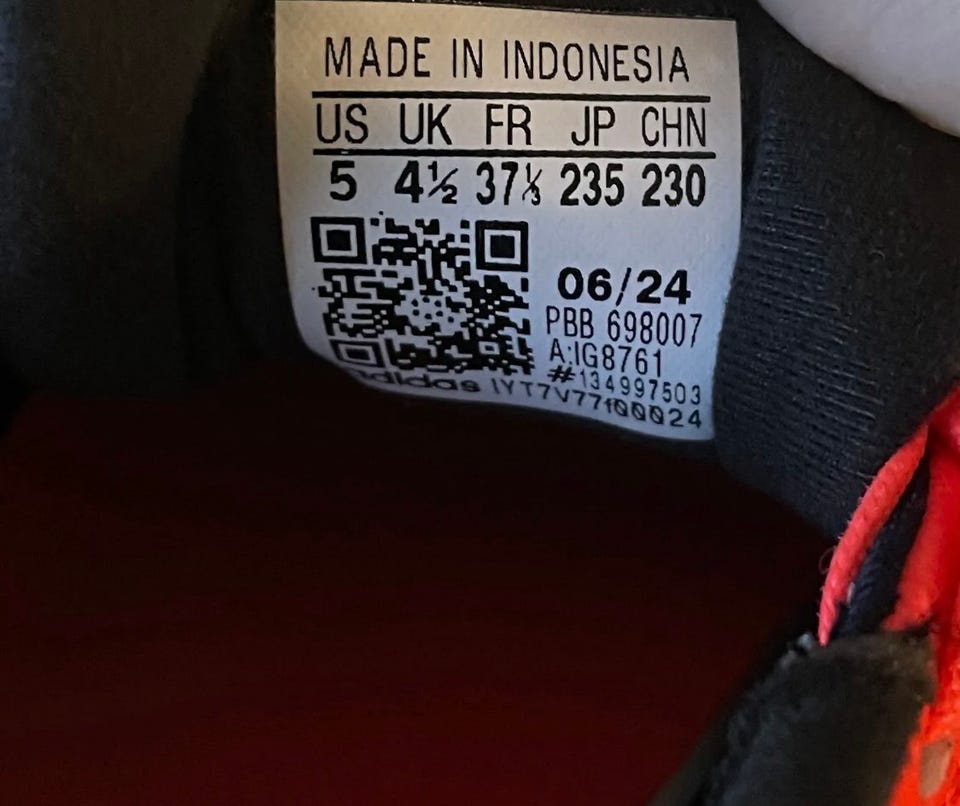 MADE IN INDONESIA
US UK FR JP CHN
5 4½ 37⅓ 235 230
06/24
PBB 698007
A:IG8761
#134997503
adidas IYT7V77f00024